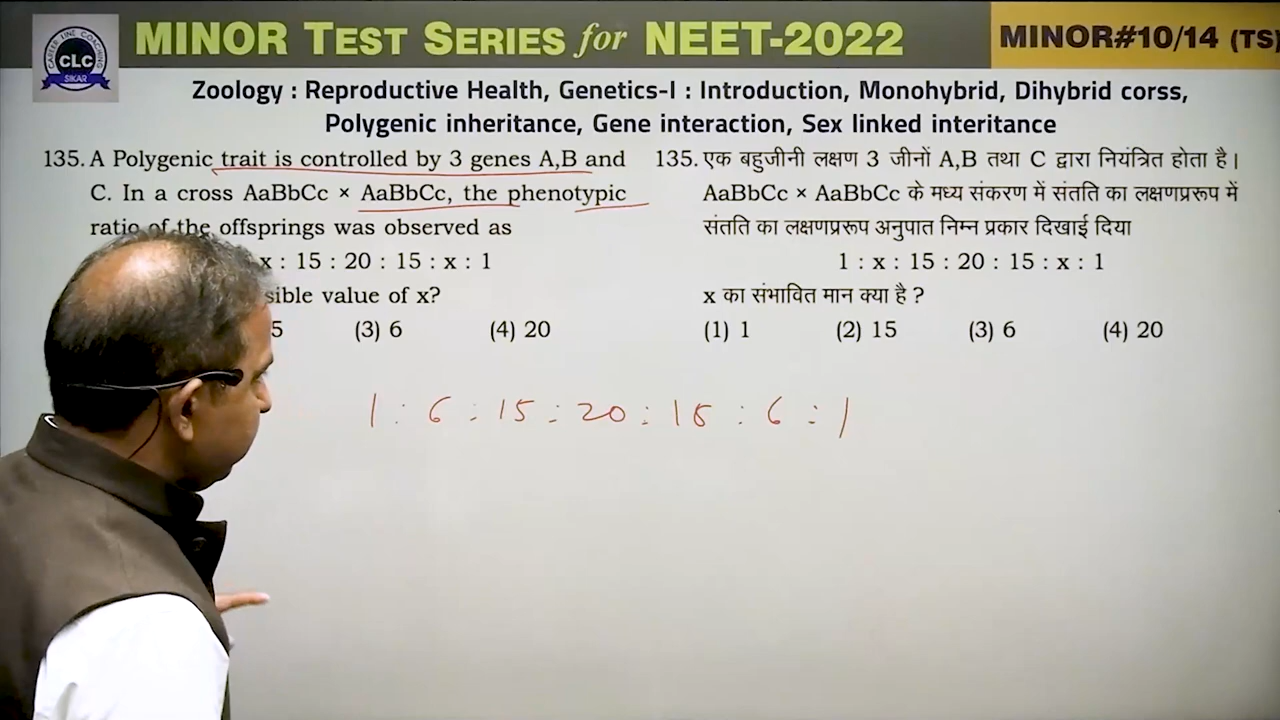 CAREER LINE COACHING
CLC
SIKAR
MINOR TEST SERIES for NEET-2022
MINOR#10/14 (TS)
Zoology : Reproductive Health, Genetics-I : Introduction, Monohybrid, Dihybrid corss,
Polygenic inheritance, Gene interaction, Sex linked interitance
135. A Polygenic trait is controlled by 3 genes A,B and
C. In a cross AaBbCc × AaBbCc, the phenotypic
ratio of the offsprings was observed as
x : 15 : 20 : 15 : x : 1
value of x?
5 (3) 6 (4) 20
135. एक बहुजीनी लक्षण 3 जीनों A,B तथा C द्वारा नियंत्रित होता है।
AaBbCc × AaBbCc के मध्य संकरण में संतति का लक्षणप्ररूप में
संतति का लक्षणप्ररूप अनुपात निम्न प्रकार दिखाई दिया
1 : x : 15 : 20 : 15 : x : 1
x का संभावित मान क्या है ?
(1) 1 (2) 15 (3) 6 (4) 20
1 : 6 : 15 : 20 : 15 : 6 : 1